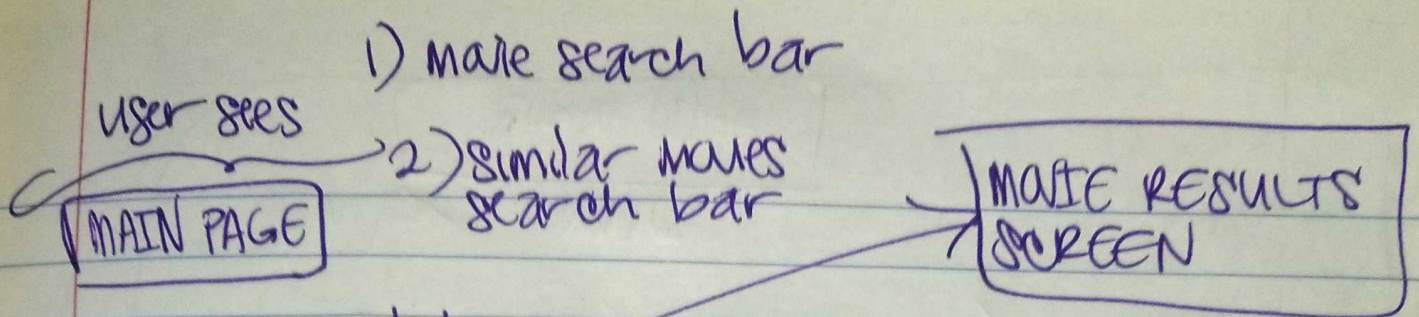 1) movie search bar
user sees
2) similar movies
search bar
MAIN PAGE
MOVIE RESULTS
SCREEN